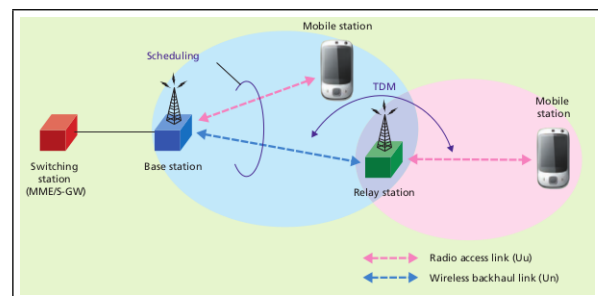 Mobile station
Scheduling
TDM
Mobile
station
Switching
station
(MME/S-GW)
Base station
Relay station
Radio access link (Uu)
Wireless backhaul link (Un)